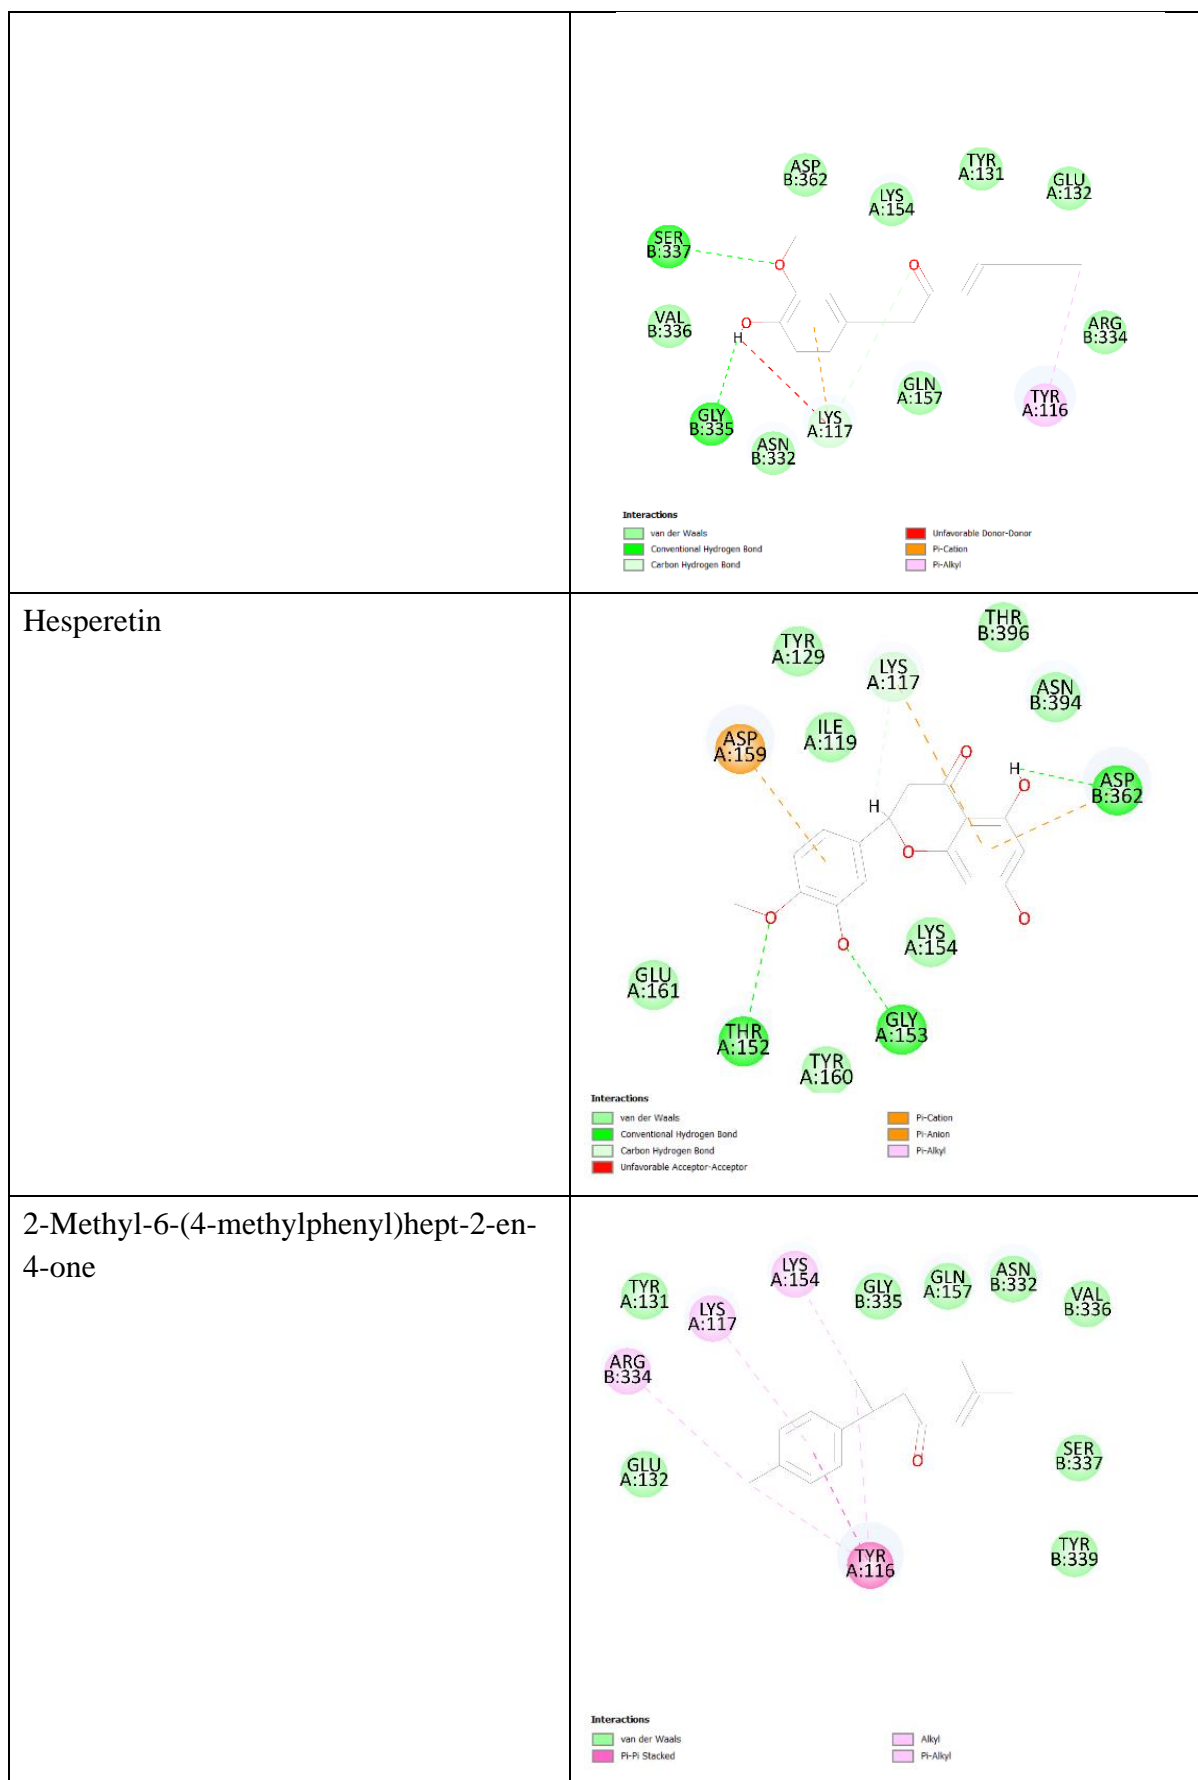 ASP
B:362
LYS
A:154
TYR
A:131
GLU
A:132
SER
B:337
O
O
VAL
B:336
O
H
ARG
B:334
GLN
A:157
TYR
A:116
GLY
B:335
LYS
A:117
ASN
B:332
Interactions
van der Waals
Conventional Hydrogen Bond
Carbon Hydrogen Bond
Unfavorable Donor-Donor
Pi-Cation
Pi-Alkyl
Hesperetin
THR
B:396
TYR
A:129
LYS
A:117
ASN
B:394
ASP
A:159
ILE
A:119
O
H
O
ASP
B:362
H
O
O
O
O
LYS
A:154
GLU
A:161
THR
A:152
GLY
A:153
TYR
A:160
Interactions
van der Waals
Conventional Hydrogen Bond
Carbon Hydrogen Bond
Unfavorable Acceptor-Acceptor
Pi-Cation
Pi-Anion
Pi-Alkyl
2-Methyl-6-(4-methylphenyl)hept-2-en-
4-one
LYS
A:154
TYR
A:131
LYS
A:117
GLY
B:335
GLN
A:157
ASN
B:332
VAL
B:336
ARG
B:334
GLU
A:132
O
SER
B:337
TYR
A:116
TYR
B:339
Interactions
van der Waals
Pi-Pi Stacked
Alkyl
Pi-Alkyl